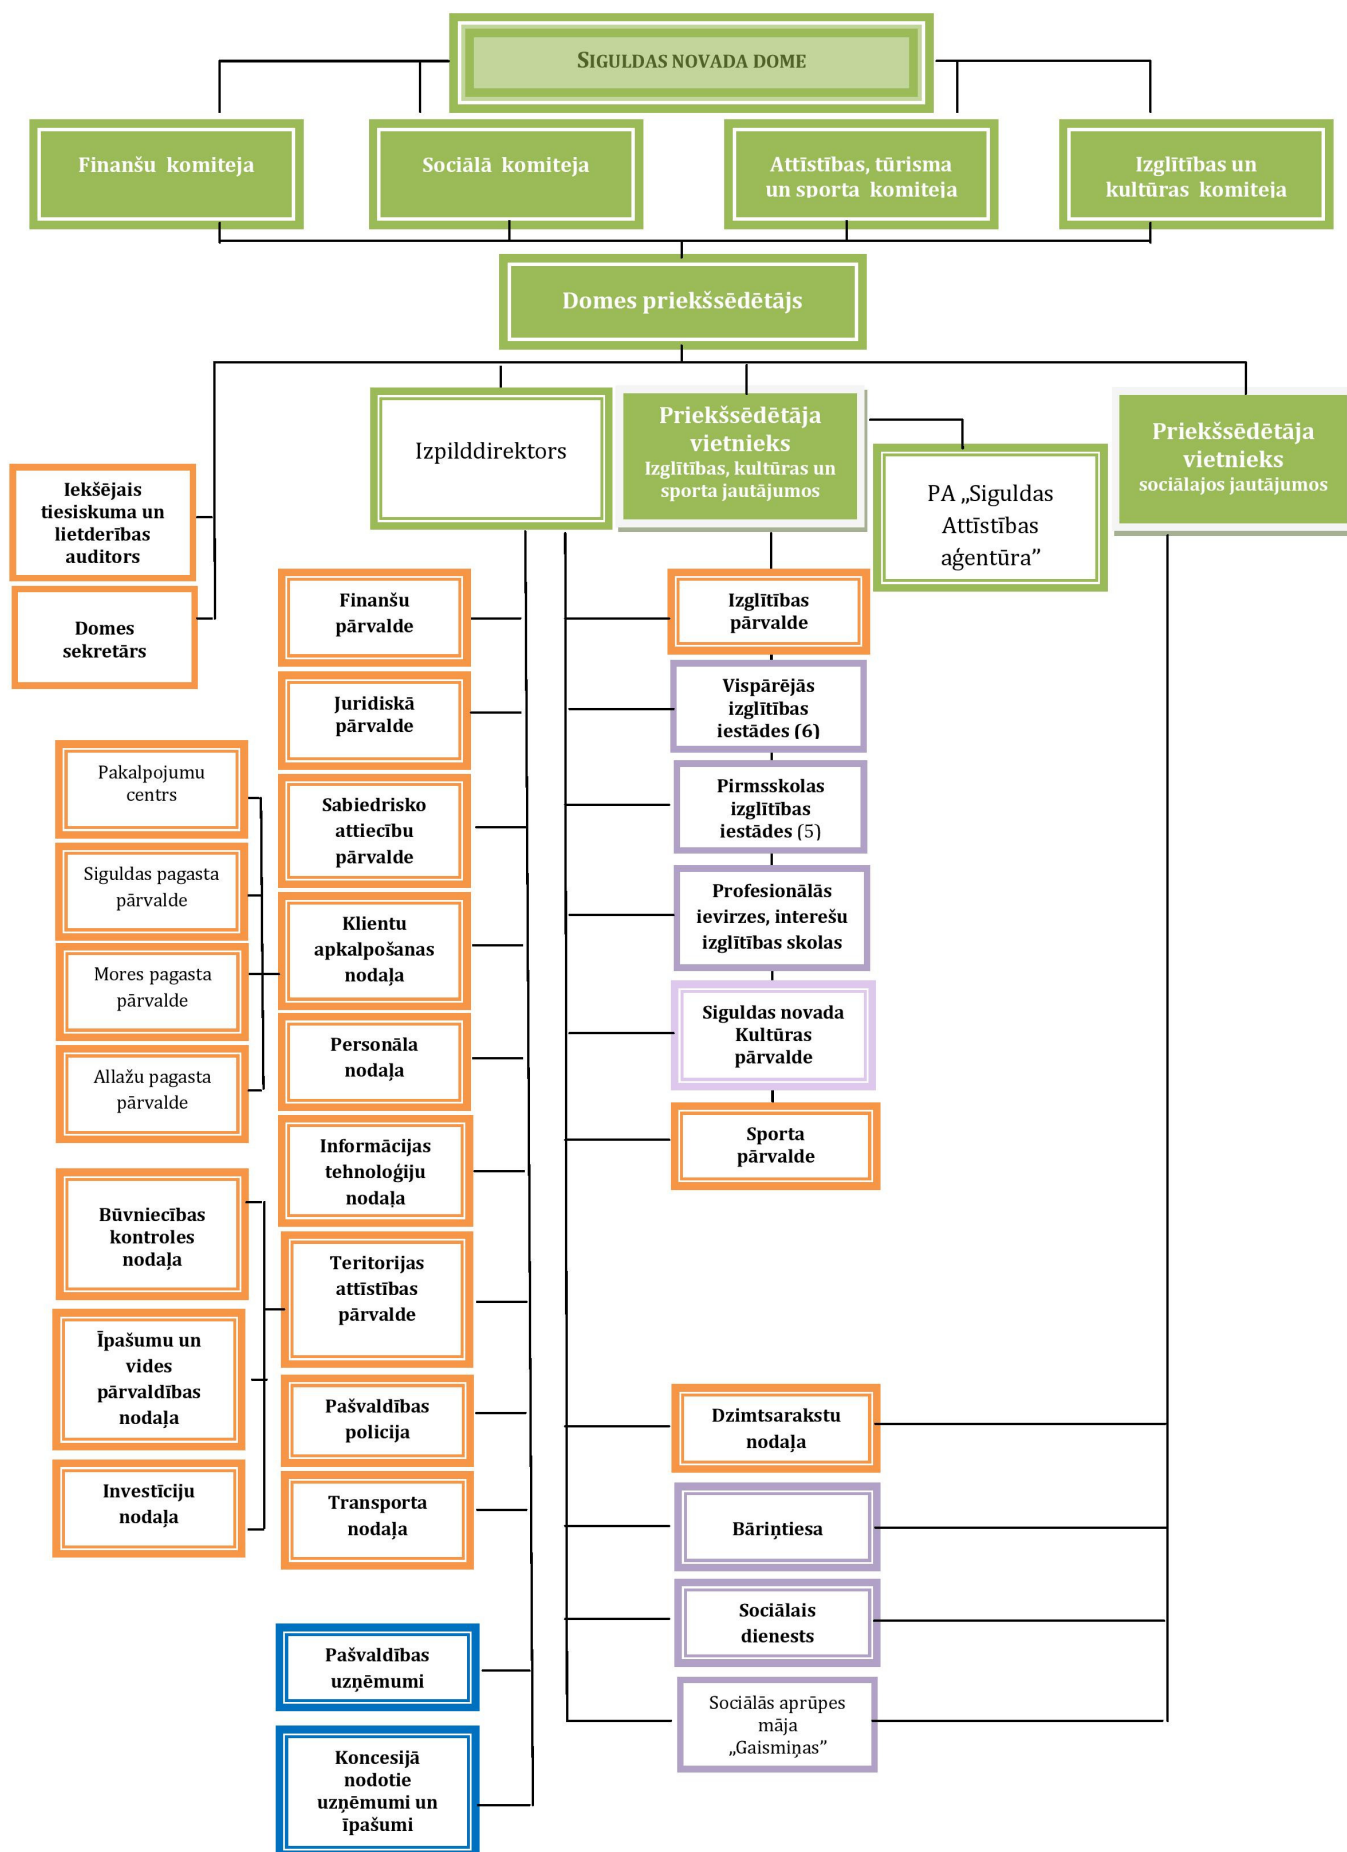 SIGULDAS NOVADA DOME
Finanšu komiteja
Sociālā komiteja
Attīstības, tūrisma
un sporta komiteja
Izglītības un
kultūras komiteja
Domes priekšsēdētājs
Izpilddirektors
Priekšsēdētāja
vietnieks
Izglītības, kultūras un
sporta jautājumos
PA „Siguldas
Attīstības
aģentūra”
Priekšsēdētāja
vietnieks
sociālajos jautājumos
Iekšējais
tiesiskuma un
lietderības
auditors
Domes
sekretārs
Finanšu
pārvalde
Juridiskā
pārvalde
Sabiedrisko
attiecību
pārvalde
Klientu
apkalpošanas
nodaļa
Personāla
nodaļa
Informācijas
tehnoloģiju
nodaļa
Teritorijas
attīstības
pārvalde
Pašvaldības
policija
Transporta
nodaļa
Pašvaldības
uzņēmumi
Koncesijā
nodotie
uzņēmumi un
īpašumi
Pakalpojumu
centrs
Siguldas pagasta
pārvalde
Mores pagasta
pārvalde
Allažu pagasta
pārvalde
Būvniecības
kontroles
nodaļa
Īpašumu un
vides
pārvaldības
nodaļa
Investīciju
nodaļa
Izglītības
pārvalde
Vispārējās
izglītības
iestādes (6)
Pirmsskolas
izglītības
iestādes (5)
Profesionālās
ievirzes, interešu
izglītības skolas
Siguldas novada
Kultūras
pārvalde
Sporta
pārvalde
Dzimtsarakstu
nodaļa
Bāriņtiesa
Sociālais
dienests
Sociālās aprūpes
māja
„Gaismiņas”